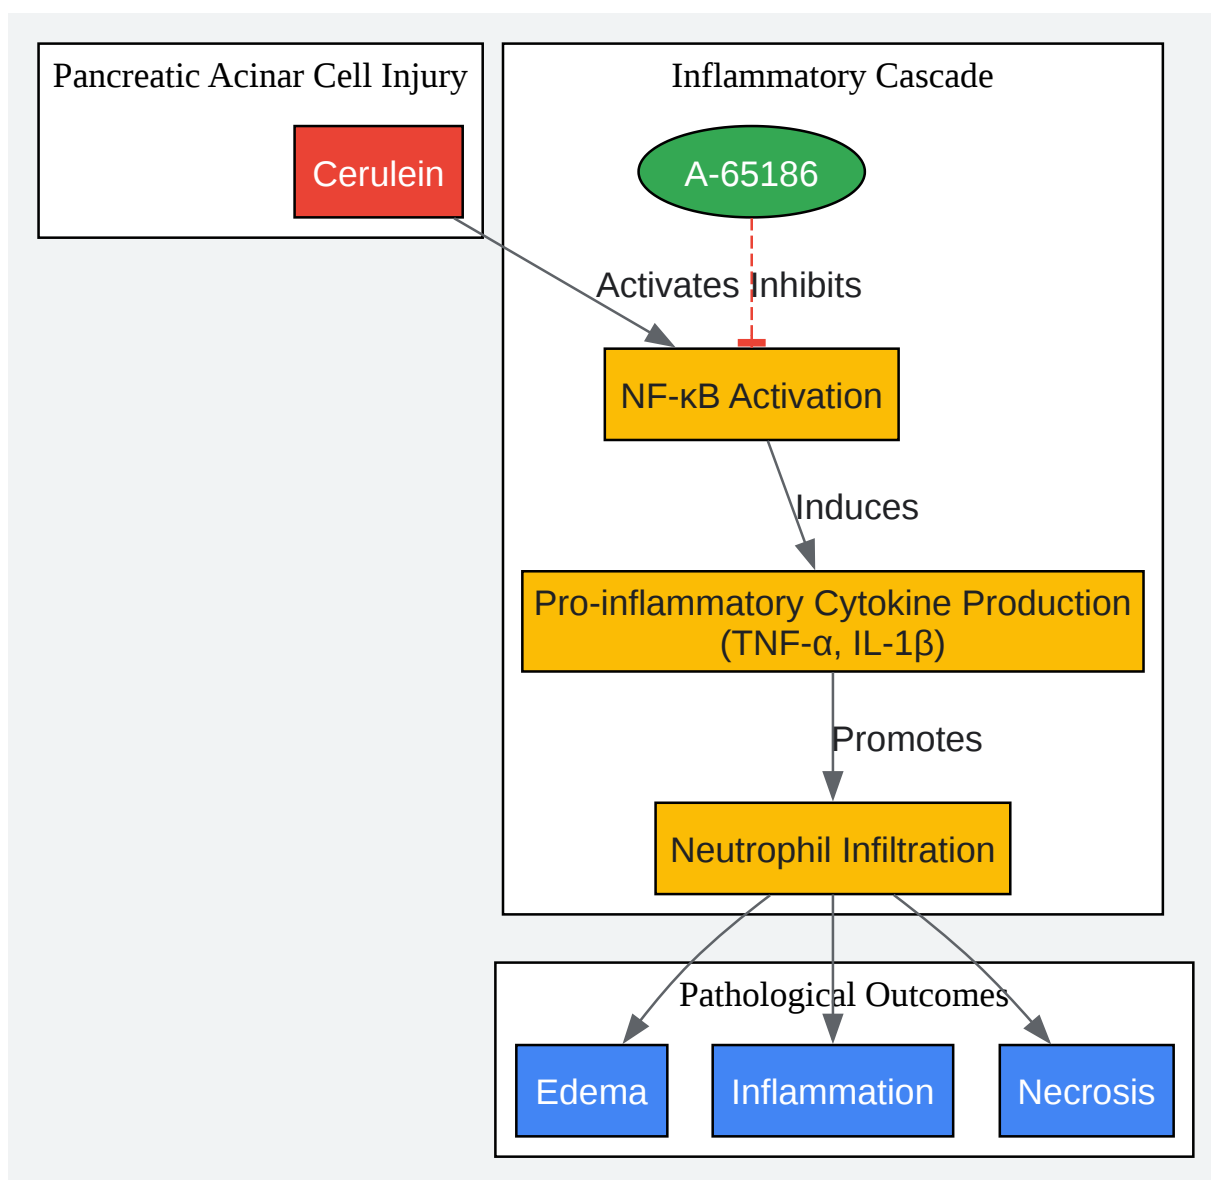 Pancreatic Acinar Cell Injury
Inflammatory Cascade
Cerulein
A-65186
Activates
Inhibits
NF-κB Activation
Induces
Pro-inflammatory Cytokine Production
(TNF-α, IL-1β)
Promotes
Neutrophil Infiltration
Pathological Outcomes
Edema
Inflammation
Necrosis